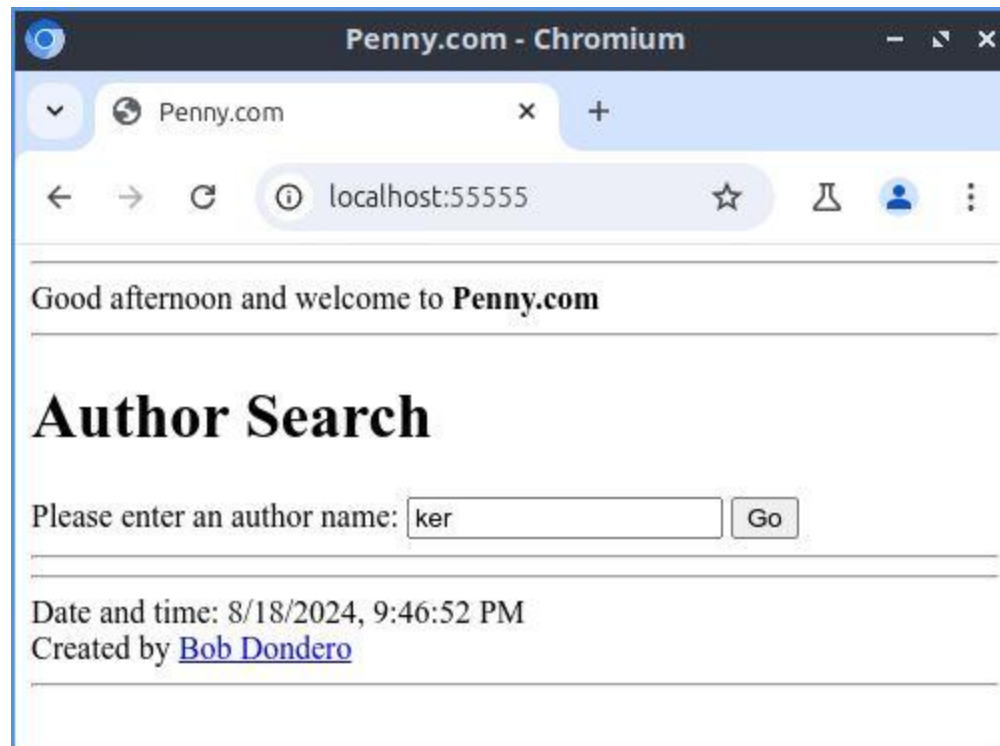 Penny.com - Chromium
Penny.com
localhost:55555
Good afternoon and welcome to Penny.com
Author Search
Please enter an author name: ker Go
Date and time: 8/18/2024, 9:46:52 PM
Created by Bob Dondero